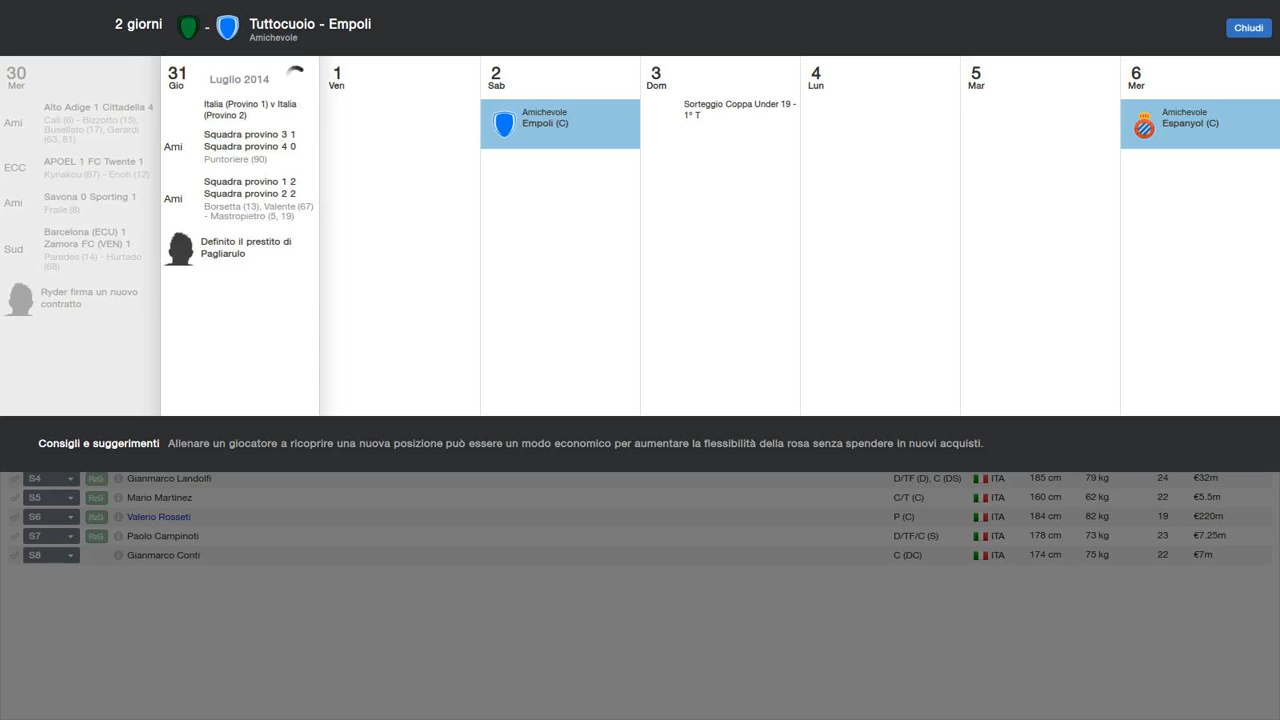 2 giorni
-
Tuttocuoio - Empoli
Amichevole
Chiudi
30
Mer
Alto Adige 1 Cittadella 4
Ami
Cali (6) - Bizzotto (15),
Busellato (17), Gerardi
(63, 81)
ECC
APOEL 1 FC Twente 1
Kyriakou (67) - Enoh (12)
Ami
Savona 0 Sporting 1
Fraile (8)
Sud
Barcelona (ECU) 1
Zamora FC (VEN) 1
Paredes (14) - Hurtado
(66)
Ryder firma un nuovo
contratto
31
Gio
Luglio 2014
Italia (Provino 1) v Italia
(Provino 2)
Ami
Squadra provino 3 1
Squadra provino 4 0
Puntoriere (90)
Ami
Squadra provino 1 2
Squadra provino 2 2
Borsetta (13), Valente (67)
- Mastropietro (5, 19)
Definito il prestito di
Pagliarulo
1
Ven
2
Sab
Amichevole
Empoli (C)
3
Dom
Sorteggio Coppa Under 19 -
1° T
4
Lun
5
Mar
6
Mer
Amichevole
Espanyol (C)
Consigli e suggerimenti Allenare un giocatore a ricoprire una nuova posizione può essere un modo economico per aumentare la flessibilità della rosa senza spendere in nuovi acquisti.
S4 RzG Gianmarco Landolfi D/TF (D), C (DS) ITA 185 cm 79 kg 24 €32m
S5 RzG Mario Martinez C/T (C) ITA 160 cm 62 kg 22 €5.5m
S6 RzG Valerio Rosseti P (C) ITA 184 cm 82 kg 19 €220m
S7 RzG Paolo Campinoti D/TF/C (S) ITA 178 cm 73 kg 23 €7.25m
S8 Gianmarco Conti C (DC) ITA 174 cm 75 kg 22 €7m